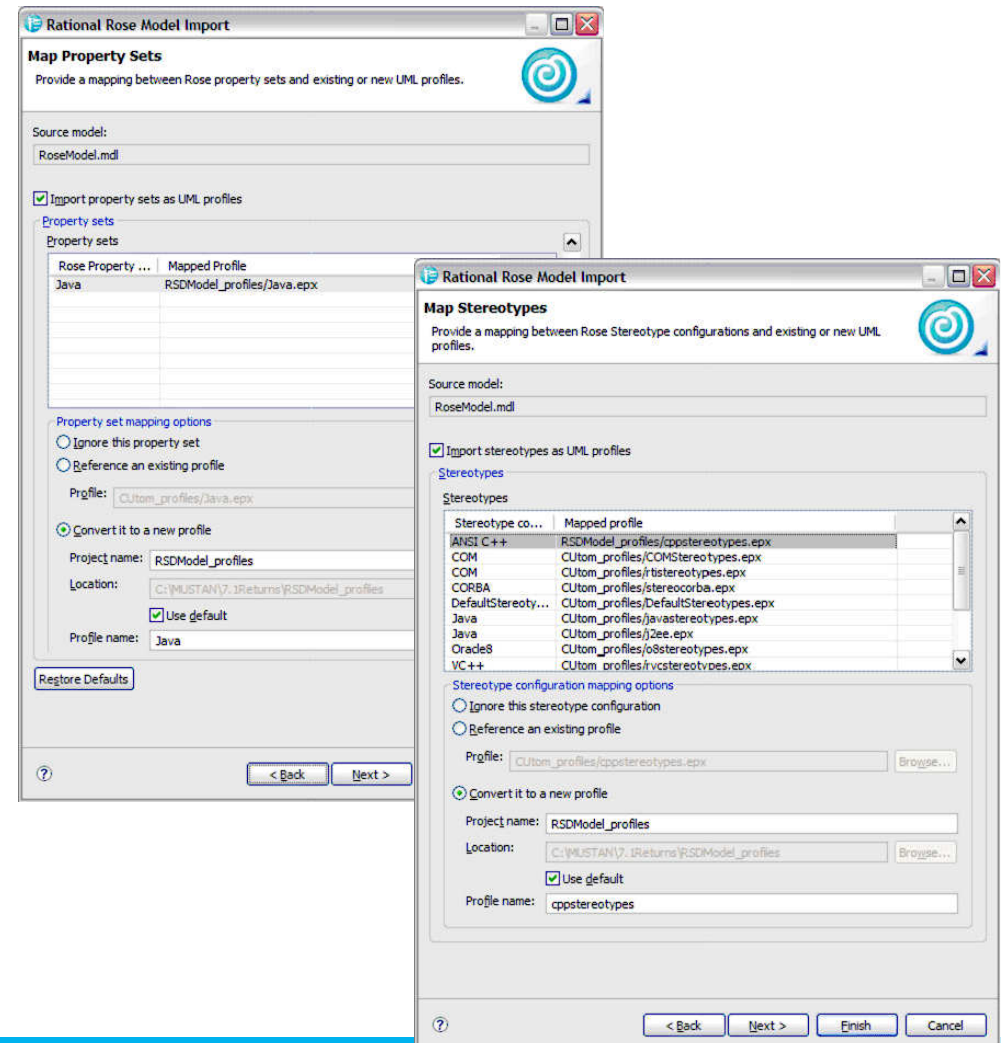 Rational Rose Model Import
Map Property Sets
Provide a mapping between Rose property sets and existing or new UML profiles.
Source model:
RoseModel.mdl
Import property sets as UML profiles
Property sets
Property sets
Rose Property ... Mapped Profile
Java RSDModel_profiles/Java.epx
Property set mapping options
Ignore this property set
Reference an existing profile
Profile: CUtom_profiles/Java.epx
Convert it to a new profile
Project name: RSDModel_profiles
Location: C:\MUSTAN\7.1Returns\RSDModel_profiles
Use default
Profile name: Java
Restore Defaults
? < Back Next >
Rational Rose Model Import
Map Stereotypes
Provide a mapping between Rose Stereotype configurations and existing or new UML
profiles.
Source model:
RoseModel.mdl
Import stereotypes as UML profiles
Stereotypes
Stereotypes
Stereotype co... Mapped profile
ANSI C++ RSDModel_profiles/cppstereotypes.epx
COM CUtom_profiles/COMStereotypes.epx
COM CUtom_profiles/rtistereotypes.epx
CORBA CUtom_profiles/stereocorba.epx
DefaultStereoty... CUtom_profiles/DefaultStereotypes.epx
Java CUtom_profiles/javastereotypes.epx
Java CUtom_profiles/j2ee.epx
Oracle8 CUtom_profiles/o8stereotypes.epx
VC++ CUtom_profiles/rvcstereotypes.epx
Stereotype configuration mapping options
Ignore this stereotype configuration
Reference an existing profile
Profile: CUtom_profiles/cppstereotypes.epx Browse...
Convert it to a new profile
Project name: RSDModel_profiles
Location: C:\MUSTAN\7.1Returns\RSDModel_profiles Browse...
Use default
Profile name: cppstereotypes
? < Back Next > Finish Cancel